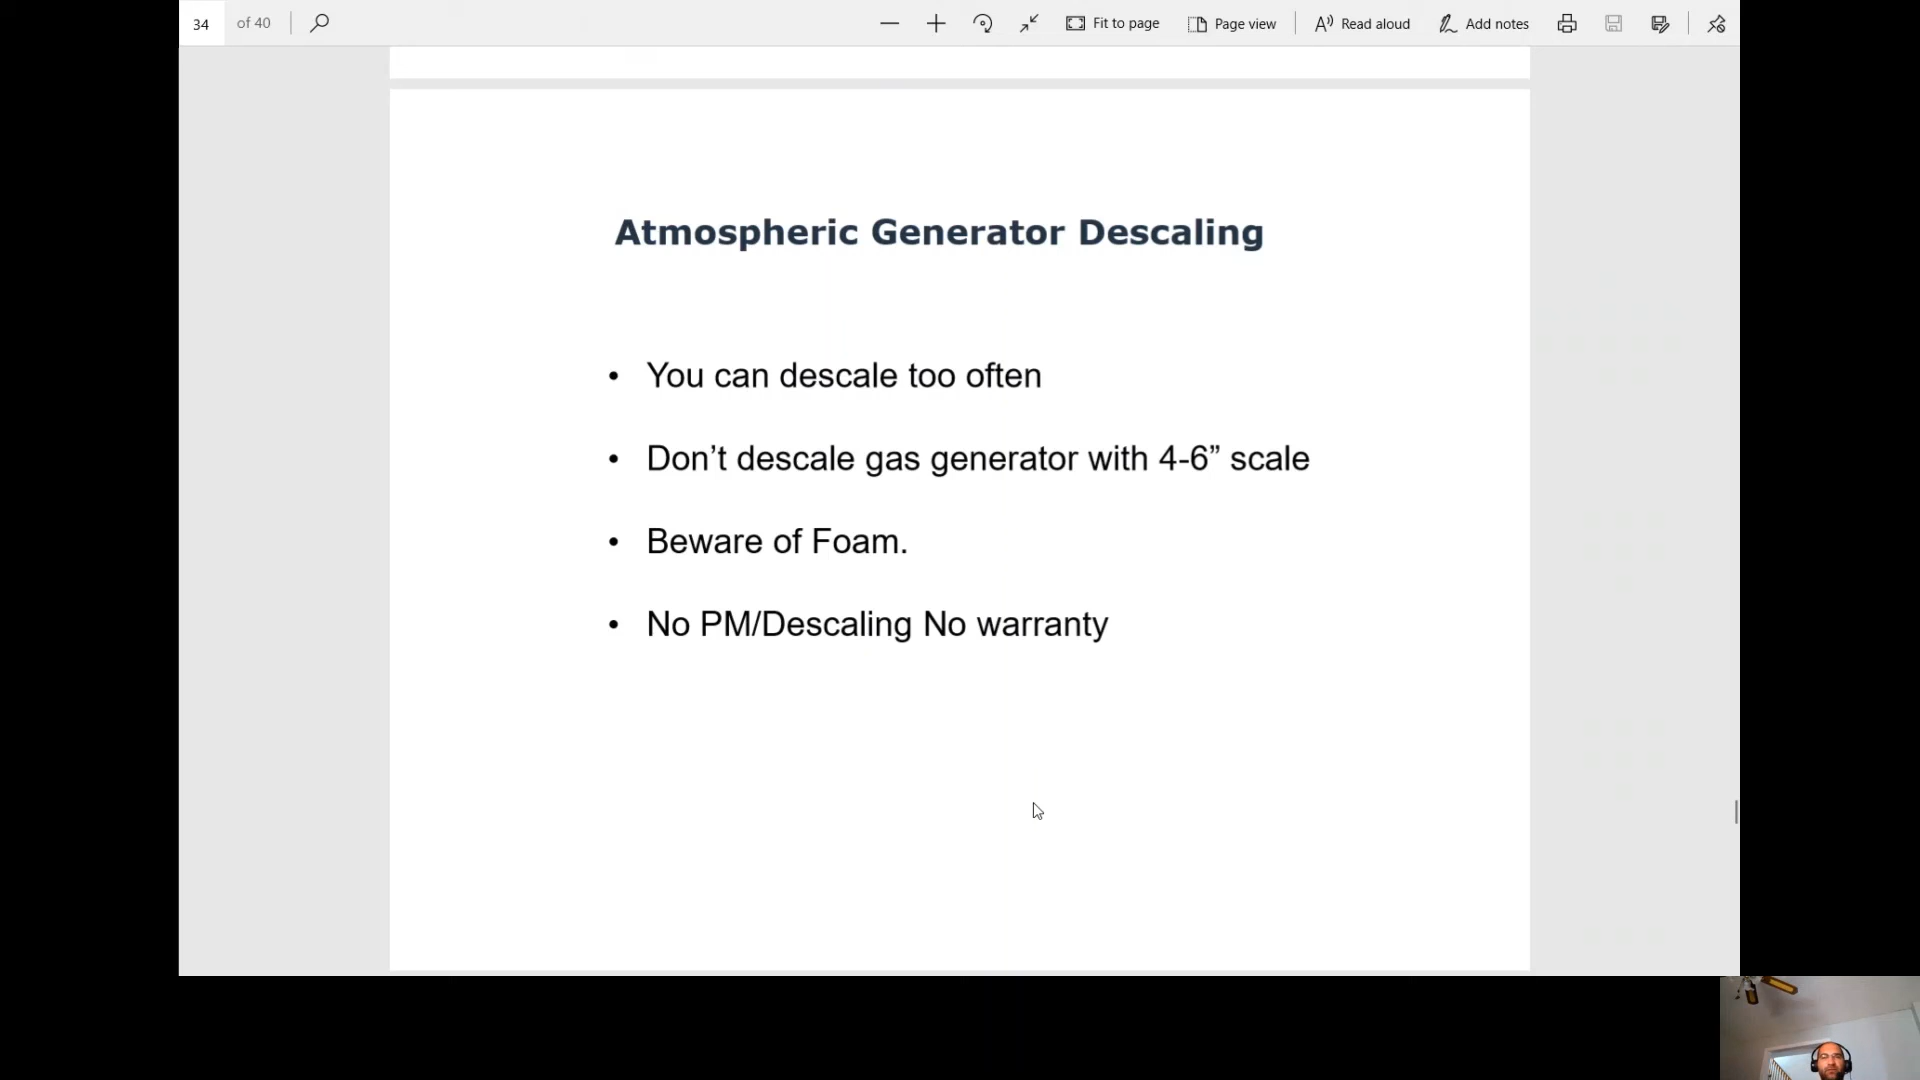 34 of 40 Fit to page Page view Read aloud Add notes
Atmospheric Generator Descaling
• You can descale too often
• Don’t descale gas generator with 4-6” scale
• Beware of Foam.
• No PM/Descaling No warranty